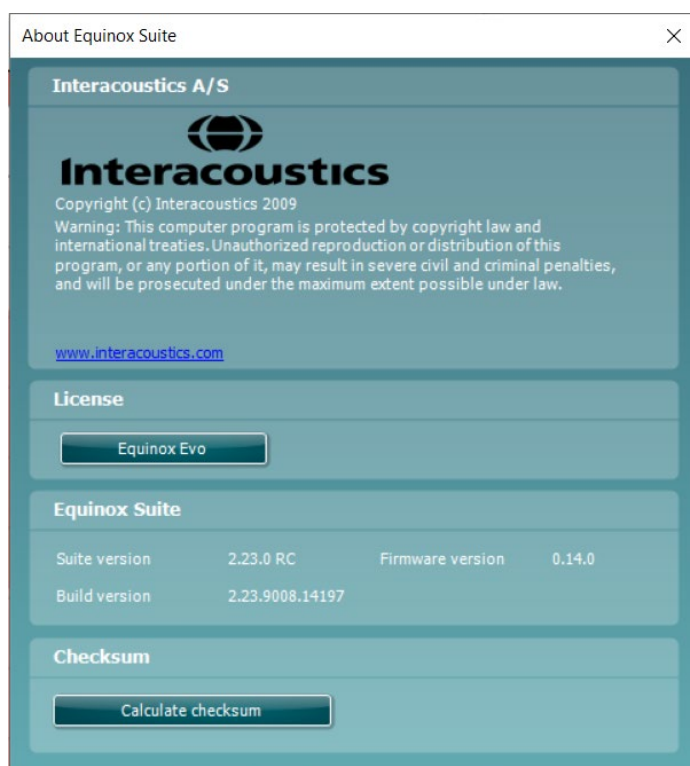 About Equinox Suite
Interacoustics A/S
Interacoustics
Copyright (c) Interacoustics 2009
Warning: This computer program is protected by copyright law and
international treaties. Unauthorized reproduction or distribution of this
program, or any portion of it, may result in severe civil and criminal penalties,
and will be prosecuted under the maximum extent possible under law.
www.interacoustics.com
License
Equinox Evo
Equinox Suite
Suite version 2.23.0 RC Firmware version 0.14.0
Build version 2.23.9008.14197
Checksum
Calculate checksum